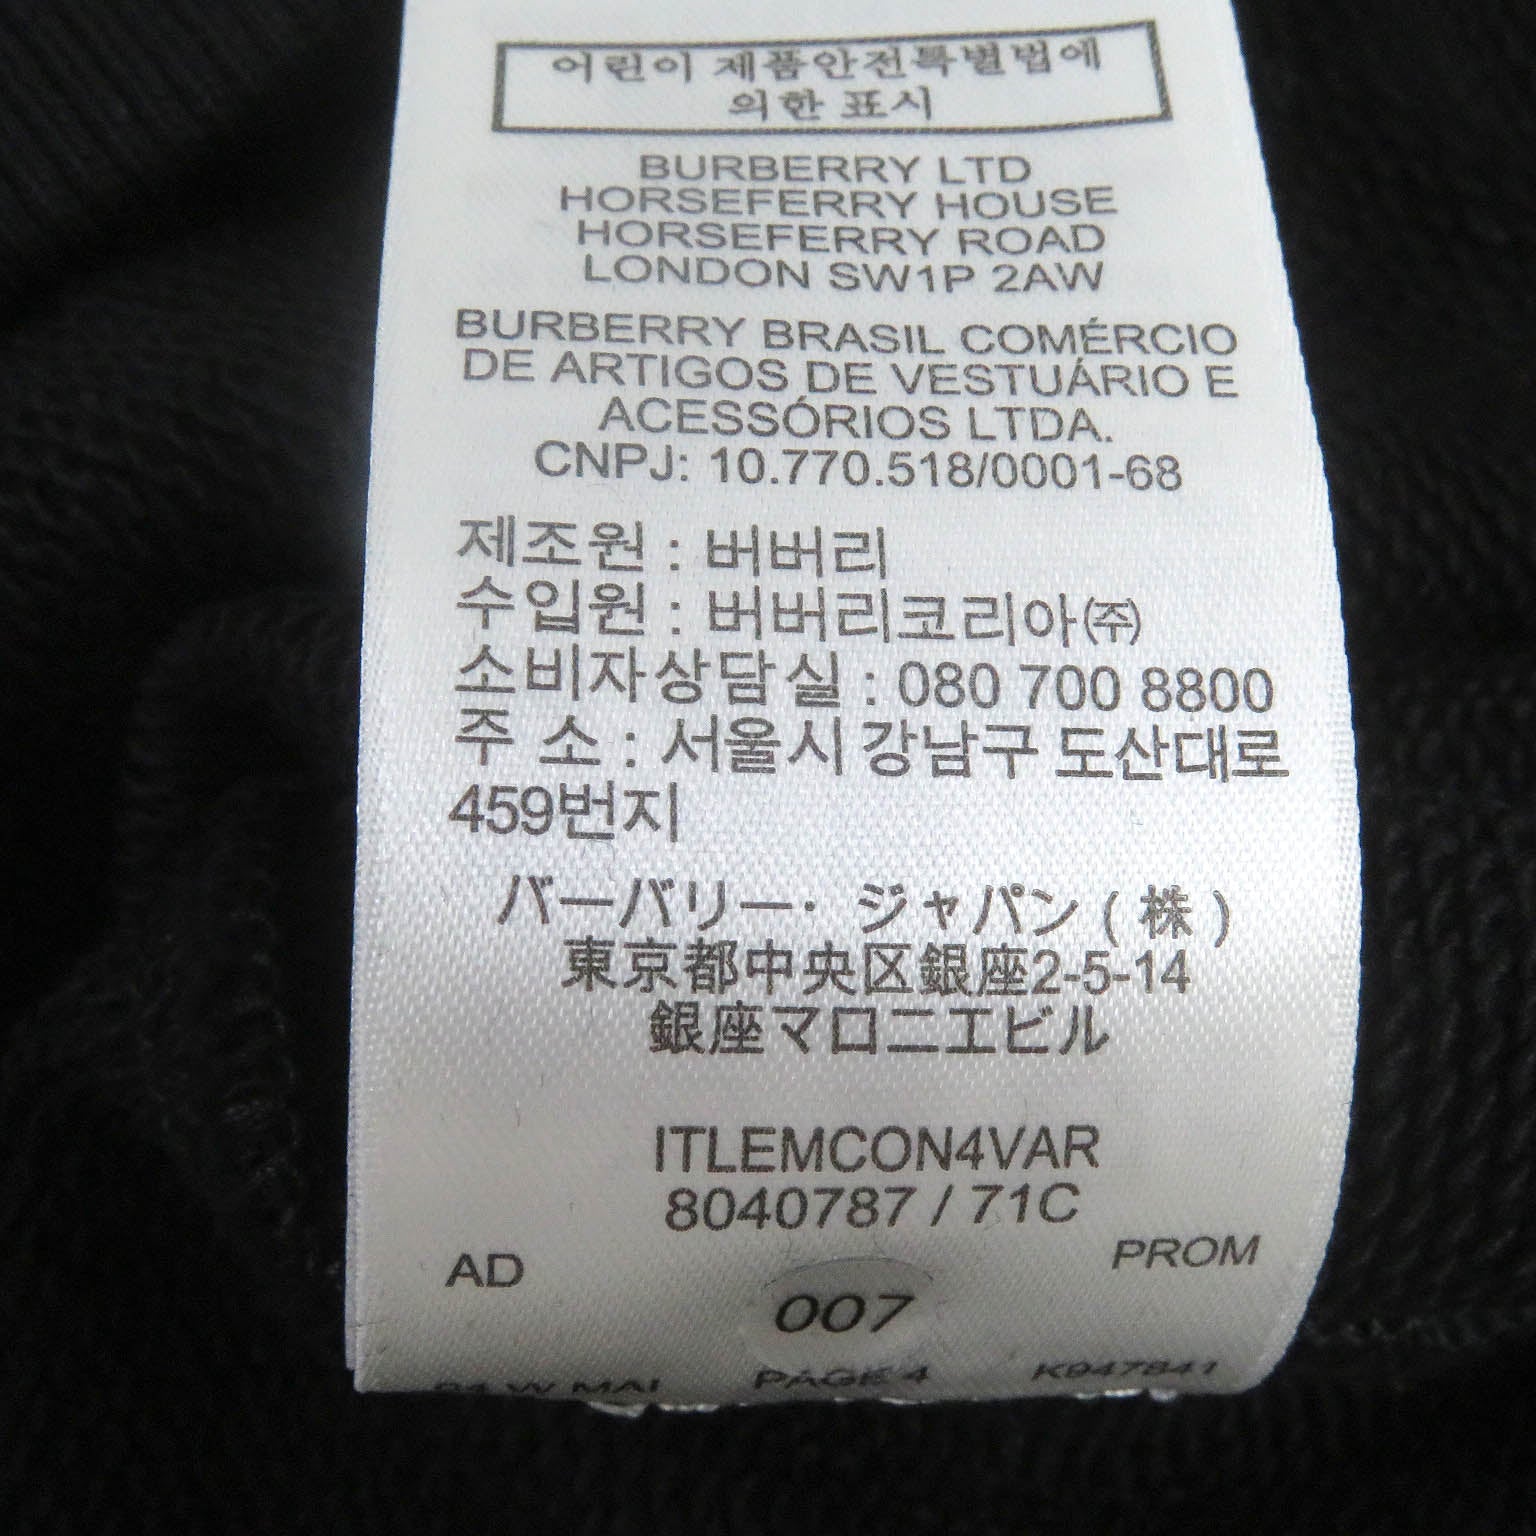 어린이 제품안전특별법에
의한 표시
BURBERRY LTD
HORSEFERRY HOUSE
HORSEFERRY ROAD
LONDON SW1P 2AW
BURBERRY BRASIL COMÉRCIO
DE ARTIGOS DE VESTUÁRIO E
ACESSÓRIOS LTDA.
CNPJ: 10.770.518/0001-68
제조원 : 버버리
수입원 : 버버리코리아㈜
소비자상담실 : 080 700 8800
주 소 : 서울시 강남구 도산대로
459번지
バーバリー・ジャパン ( 株 )
東京都中央区銀座2-5-14
銀座マロニエビル
ITLEMCON4VAR
8040787 / 71C
AD PROM
007
PAGE 4 K947841